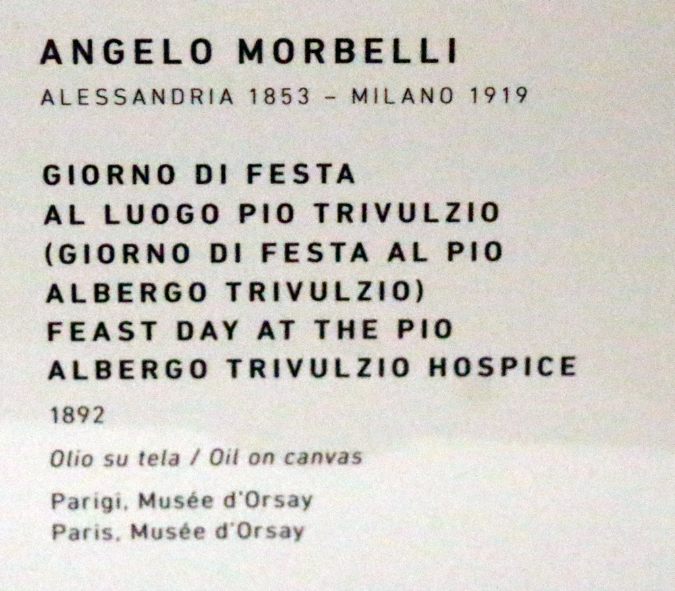 ANGELO MORBELLI
ALESSANDRIA 1853 – MILANO 1919
GIORNO DI FESTA
AL LUOGO PIO TRIVULZIO
(GIORNO DI FESTA AL PIO
ALBERGO TRIVULZIO)
FEAST DAY AT THE PIO
ALBERGO TRIVULZIO HOSPICE
1892
Olio su tela / Oil on canvas
Parigi, Musée d'Orsay
Paris, Musée d'Orsay